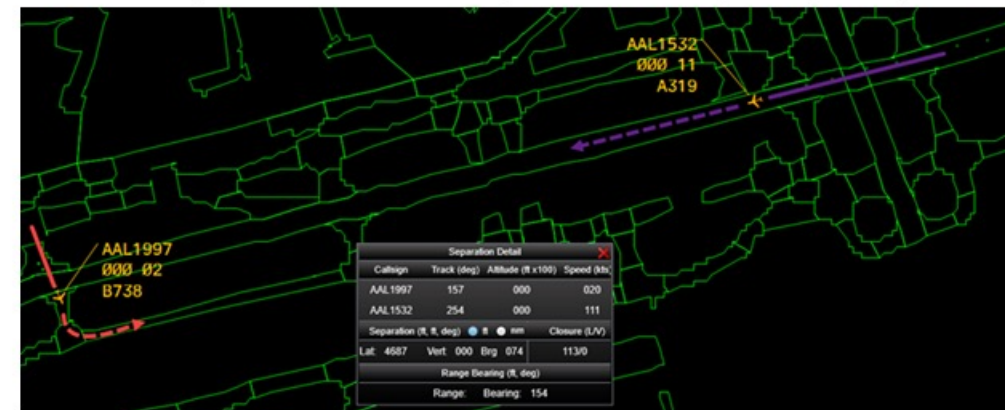 AAL1532
000 11
A319
AAL1997
000 02
B738
Separation Detail
Callsign Track (deg) Altitude (ft x100) Speed (kts
AAL1997 157 000 020
AAL1532 254 000 111
Separation (ft, ft, deg) ft nm Closure (L/V)
Lat: 4687 Vert 000 Brg 074 113/0
Range Bearing (ft, deg)
Range: Bearing: 154